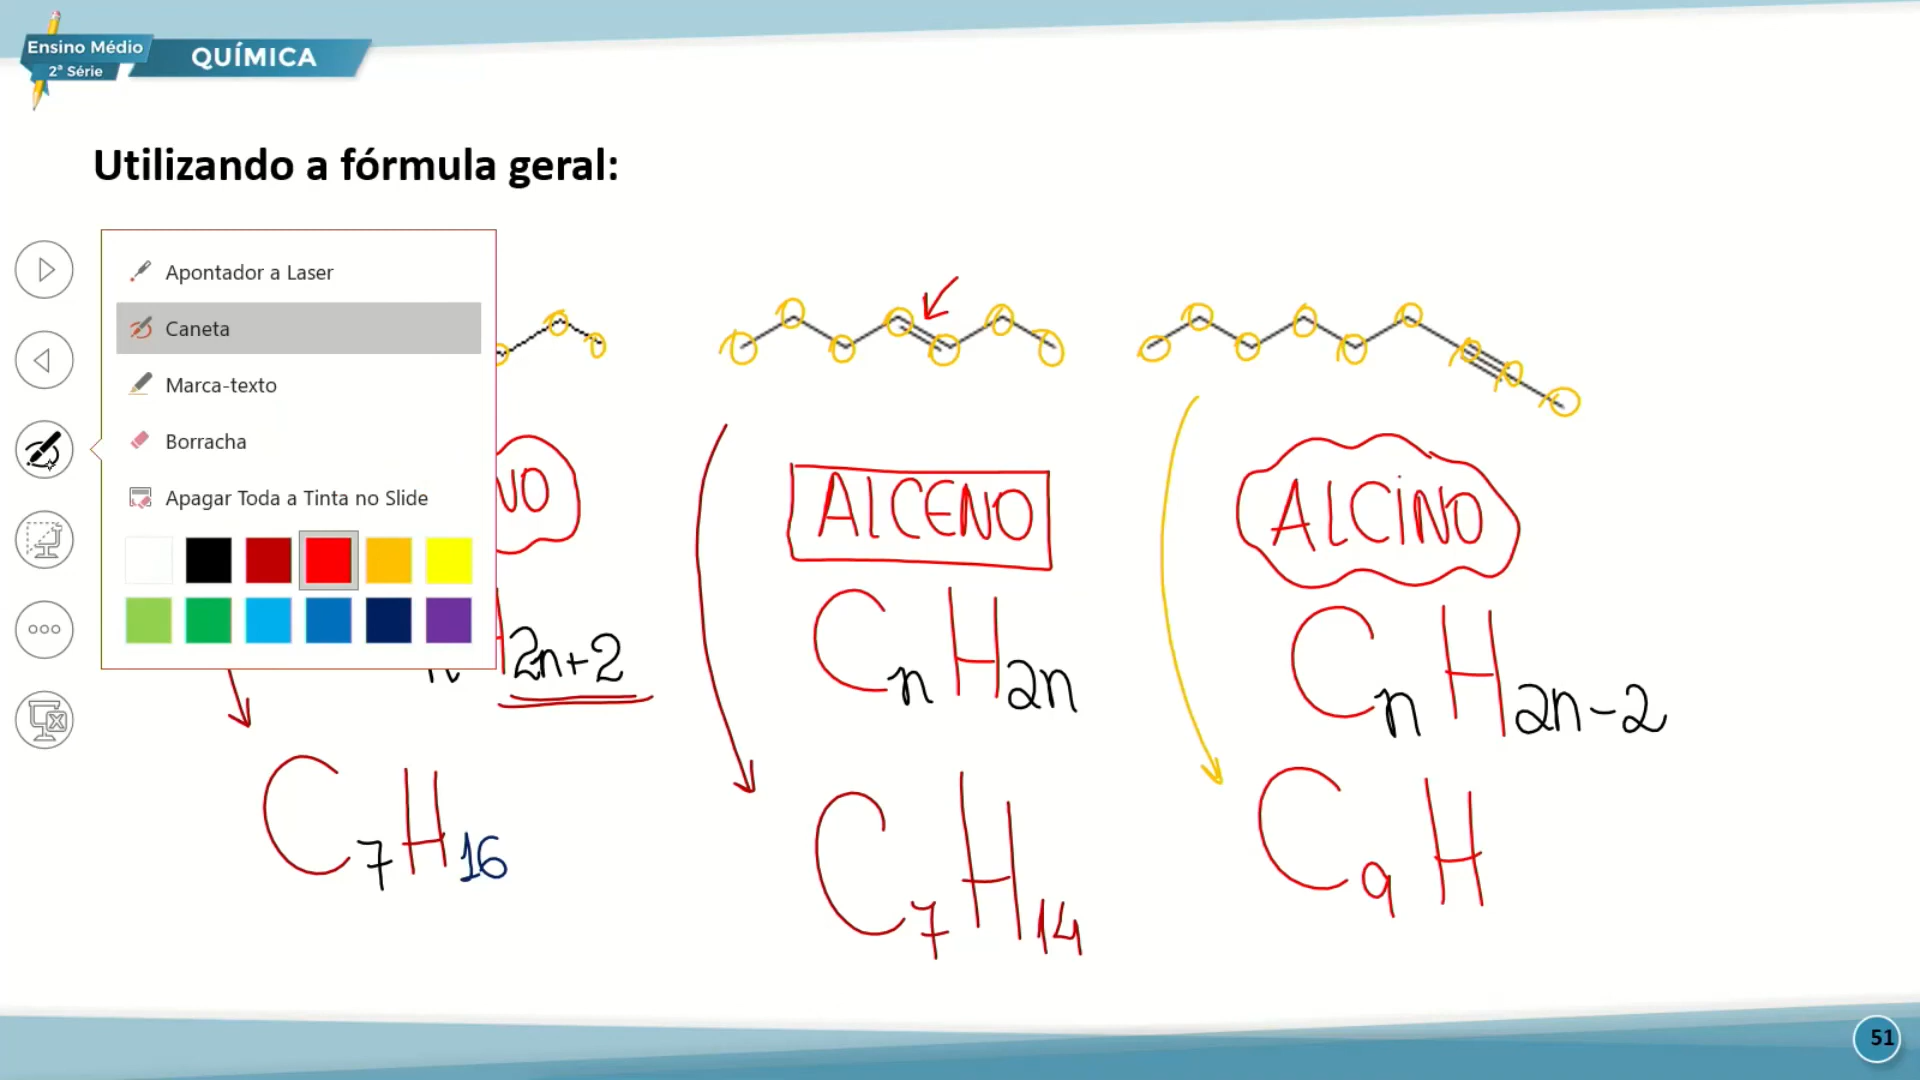 Ensino Médio
2ª Série
QUÍMICA
Utilizando a fórmula geral:
Apontador a Laser
Caneta
Marca-texto
Borracha
Apagar Toda a Tinta no Slide
NO
AlCENO
ALCiNO
n H2n+2
CnH2n
CnH2n-2
C7H16
C7H14
C9H
51